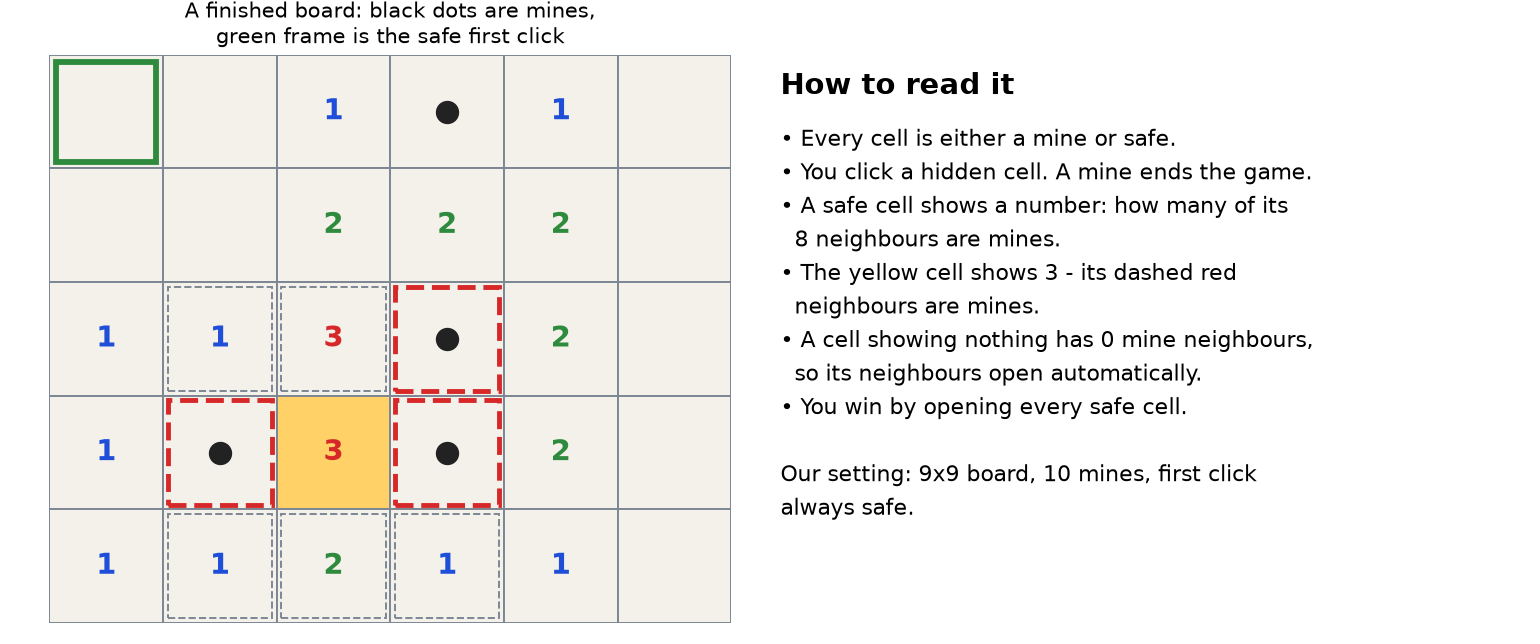 A finished board: black dots are mines,
green frame is the safe first click
1 1
2 2 2
1 1 3 2
1 3 2
1 1 2 1 1
How to read it
• Every cell is either a mine or safe.
• You click a hidden cell. A mine ends the game.
• A safe cell shows a number: how many of its
8 neighbours are mines.
• The yellow cell shows 3 - its dashed red
neighbours are mines.
• A cell showing nothing has 0 mine neighbours,
so its neighbours open automatically.
• You win by opening every safe cell.
Our setting: 9x9 board, 10 mines, first click
always safe.